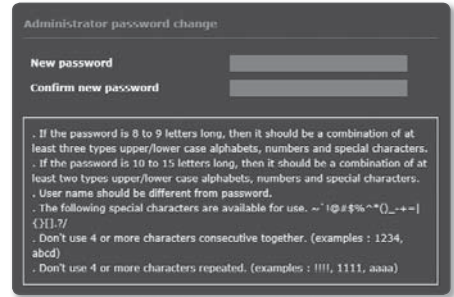 Administrator password change
New password
Confirm new password
. If the password is 8 to 9 letters long, then it should be a combination of at
least three types upper/lower case alphabets, numbers and special characters.
. If the password is 10 to 15 letters long, then it should be a combination of at
least two types upper/lower case alphabets, numbers and special characters.
. User name should be different from password.
. The following special characters are available for use. ~`!@#$%^*()_-+=|
{}[].?/
. Don't use 4 or more characters consecutive together. (examples : 1234,
abcd)
. Don't use 4 or more characters repeated. (examples : !!!!, 1111, aaaa)